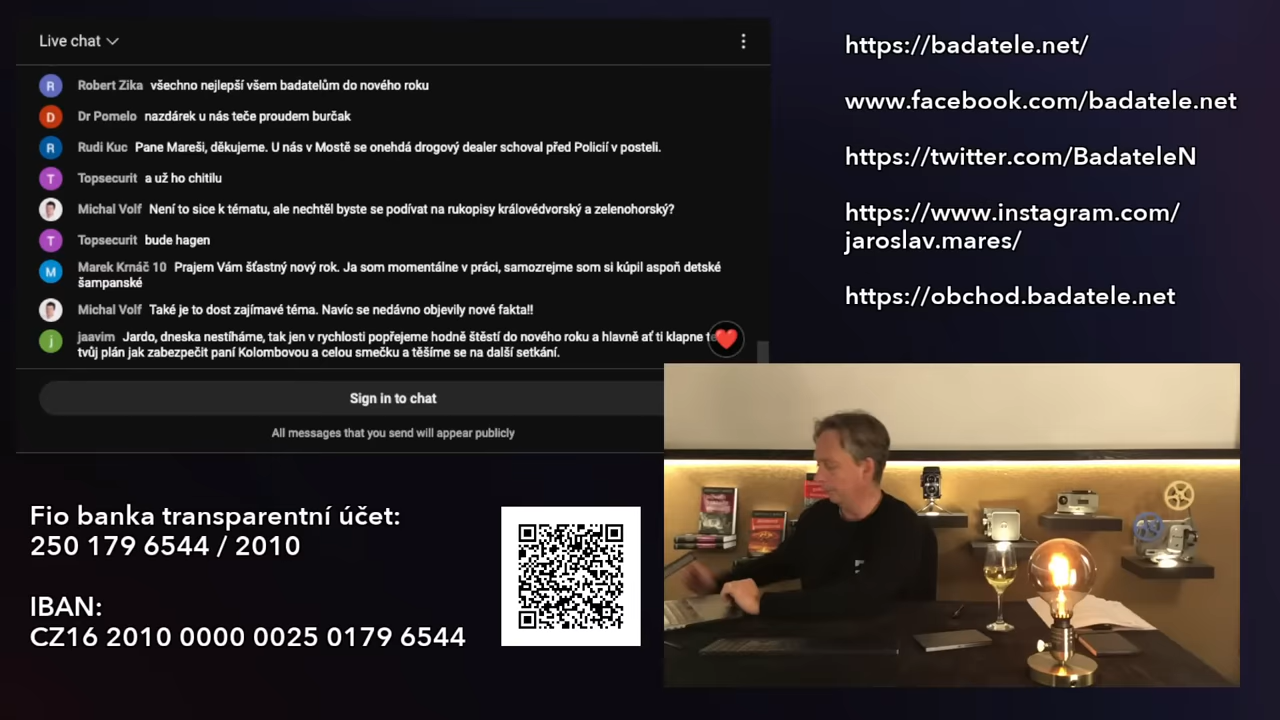 Live chat
Robert Zika všechno nejlepší všem badatelům do nového roku
Dr Pomelo nazdárek u nás teče proudem burčak
Rudi Kuc Pane Mareši, děkujeme. U nás v Mostě se onehdá drogový dealer schoval před Policií v posteli.
Topsecurit a už ho chitilu
Michal Volf Není to sice k tématu, ale nechtěl byste se podívat na rukopisy královédvorský a zelenohorský?
Topsecurit bude hagen
Marek Krnáč 10 Prajem Vám šťastný nový rok. Ja som momentálne v práci, samozrejme som si kúpil aspoň detské
šampanské
Michal Volf Také je to dost zajímavé téma. Navíc se nedávno objevily nové fakta!!
jaavim Jardo, dneska nestíháme, tak jen v rychlosti popřejeme hodně štěstí do nového roku a hlavně ať ti klapne
tvůj plán jak zabezpečit paní Kolombovou a celou smečku a těšíme se na další setkání.
Sign in to chat
All messages that you send will appear publicly
https://badatele.net/
www.facebook.com/badatele.net
https://twitter.com/BadateleN
https://www.instagram.com/
jaroslav.mares/
https://obchod.badatele.net
Fio banka transparentní účet:
250 179 6544 / 2010
IBAN:
CZ16 2010 0000 0025 0179 6544